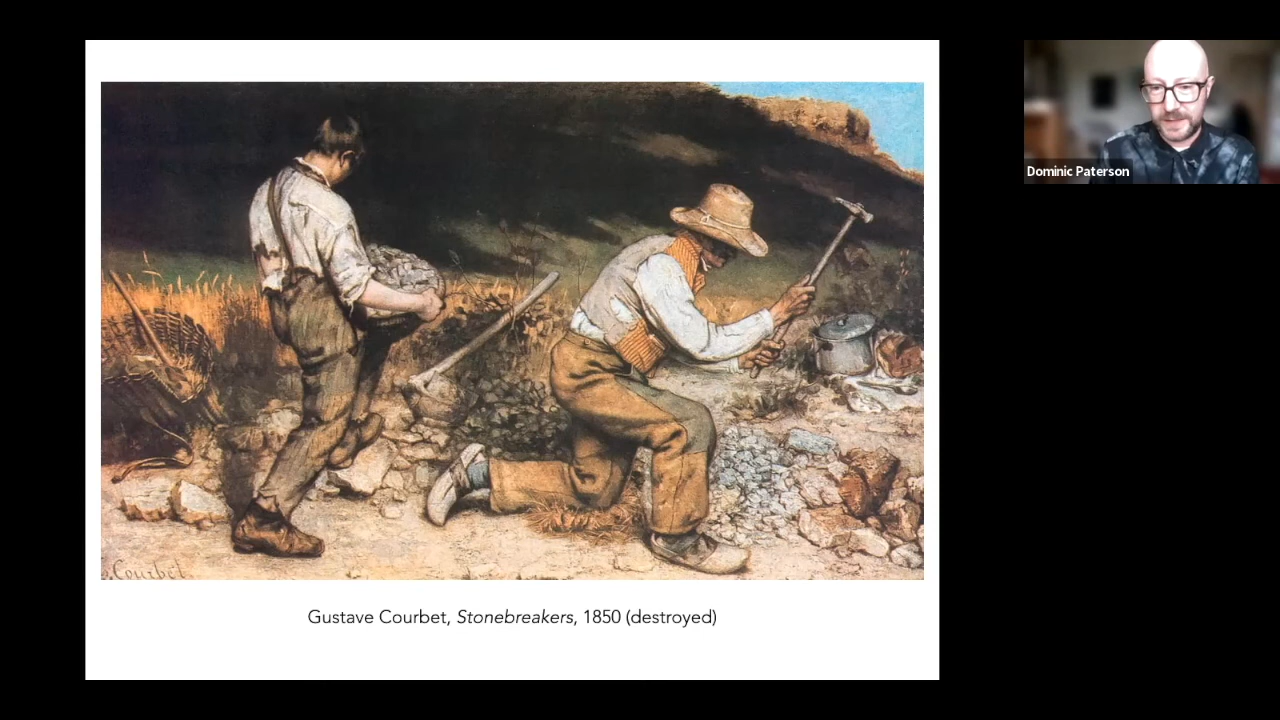 G. Courbet.
Gustave Courbet, Stonebreakers, 1850 (destroyed)
Dominic Paterson